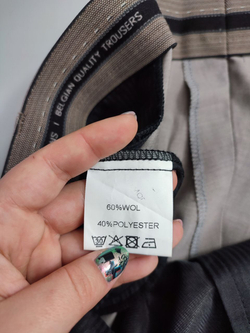 S | BELGIAN QUALITY TROUSERS
60%WOL
40%POLYESTER